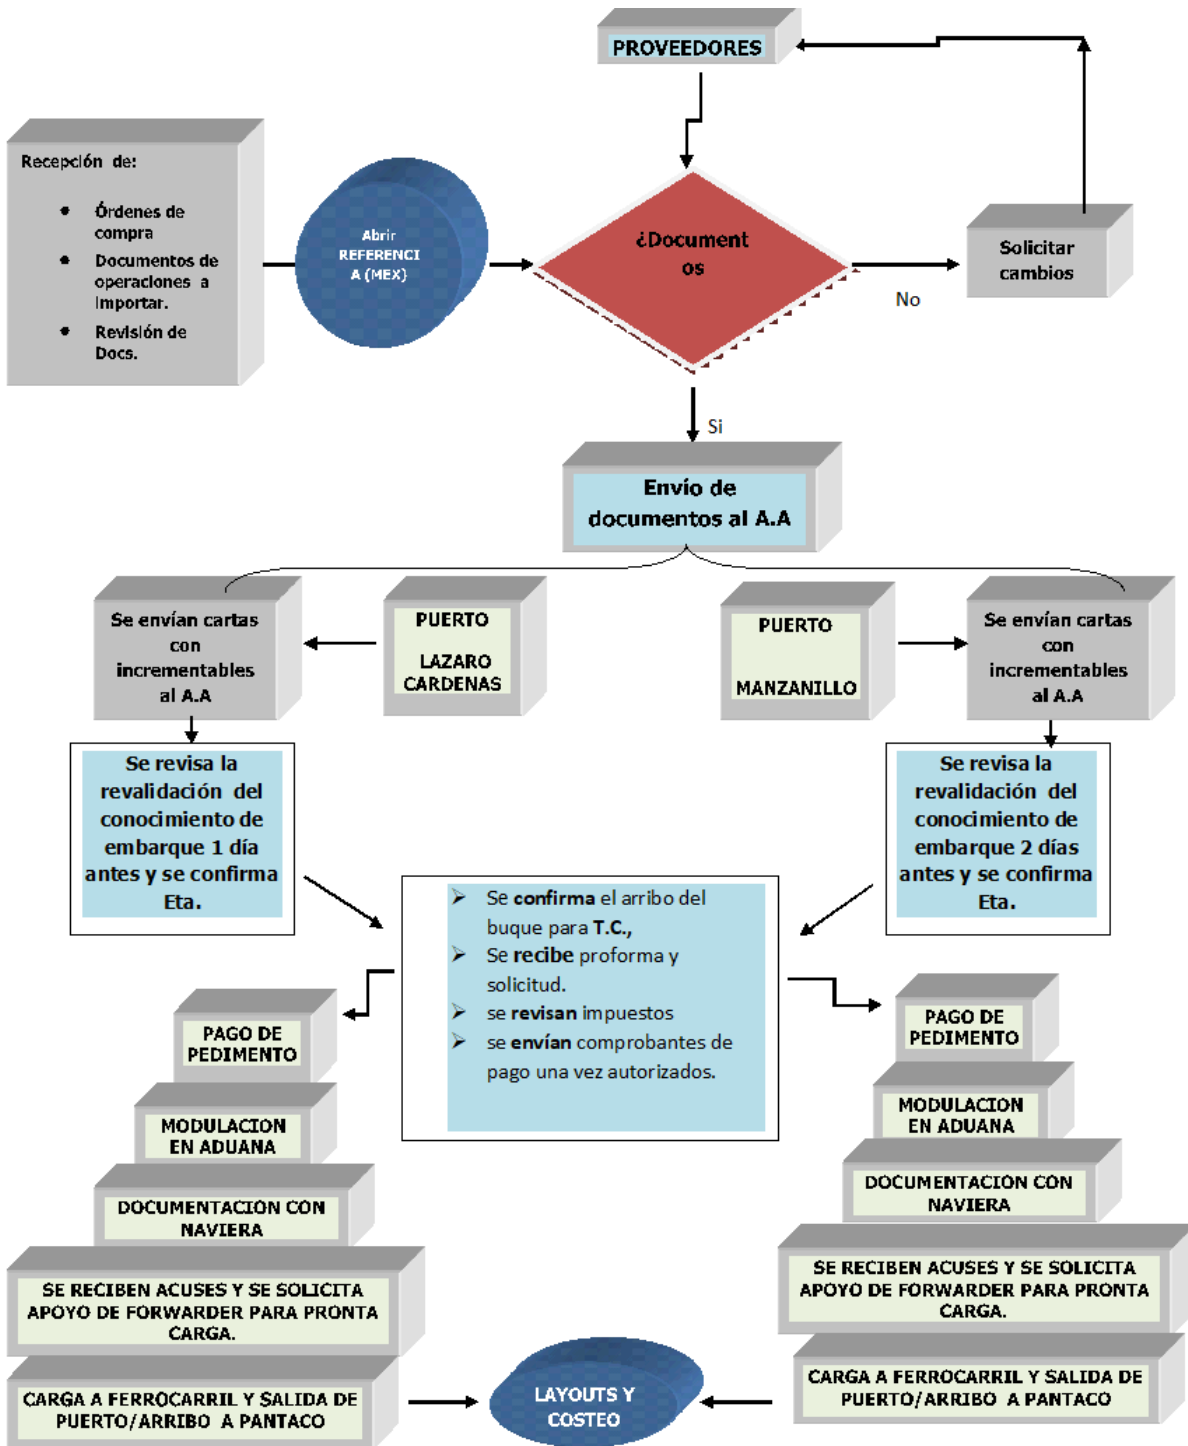 PROVEEDORES
Recepción de:
• Órdenes de
compra
• Documentos de
operaciones a
importar.
• Revisión de
Docs.
Abrir
REFERENCI
A (MEX)
¿Document
os
No
Solicitar
cambios
Si
Envío de
documentos al A.A
Se envían cartas
con
incrementables
al A.A
PUERTO
LAZARO
CARDENAS
PUERTO
MANZANILLO
Se envían cartas
con
incrementables
al A.A
Se revisa la
revalidación del
conocimiento de
embarque 1 día
antes y se confirma
Eta.
Se revisa la
revalidación del
conocimiento de
embarque 2 días
antes y se confirma
Eta.
➢ Se confirma el arribo del
buque para T.C.,
➢ Se recibe proforma y
solicitud.
➢ se revisan impuestos
➢ se envían comprobantes de
pago una vez autorizados.
PAGO DE
PEDIMENTO
MODULACION
EN ADUANA
DOCUMENTACION CON
NAVIERA
SE RECIBEN ACUSES Y SE SOLICITA
APOYO DE FORWARDER PARA PRONTA
CARGA.
CARGA A FERROCARRIL Y SALIDA DE
PUERTO/ARRIBO A PANTACO
PAGO DE
PEDIMENTO
MODULACION
EN ADUANA
DOCUMENTACION CON
NAVIERA
SE RECIBEN ACUSES Y SE SOLICITA
APOYO DE FORWARDER PARA PRONTA
CARGA.
CARGA A FERROCARRIL Y SALIDA DE
PUERTO/ARRIBO A PANTACO
LAYOUTS Y
COSTEO